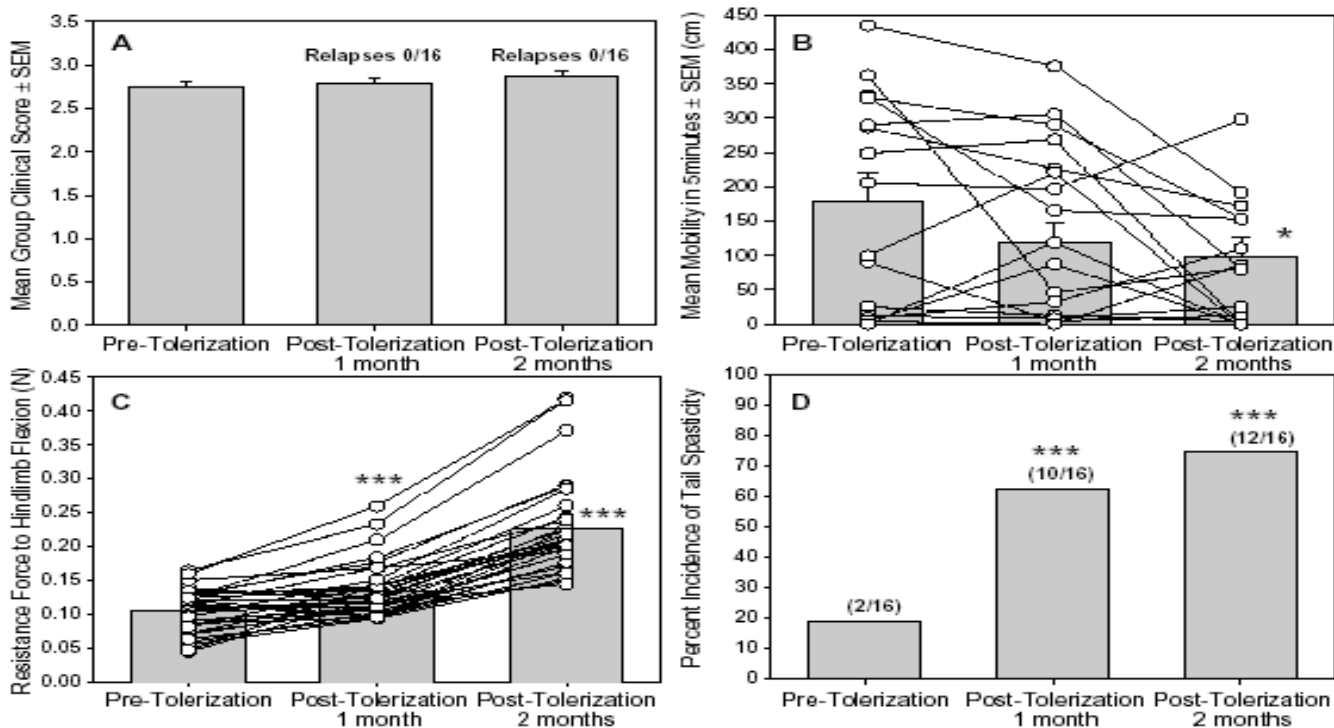 A
Mean Group Clinical Score ± SEM
3.5
3.0
2.5
2.0
1.5
1.0
0.5
0.0
Relapses 0/16
Relapses 0/16
Pre-Tolerization
Post-Tolerization
1 month
Post-Tolerization
2 months
B
Mean Mobility in 5minutes ± SEM (cm)
450
400
350
300
250
200
150
100
50
0
*
Pre-Tolerization
Post-Tolerization
1 month
Post-Tolerization
2 months
C
Resistance Force to Hindlimb Flexion (N)
0.45
0.40
0.35
0.30
0.25
0.20
0.15
0.10
0.05
0.00
***
***
Pre-Tolerization
Post-Tolerization
1 month
Post-Tolerization
2 months
D
Percent Incidence of Tail Spasticity
100
90
80
70
60
50
40
30
20
10
0
(2/16)
***
(10/16)
***
(12/16)
Pre-Tolerization
Post-Tolerization
1 month
Post-Tolerization
2 months